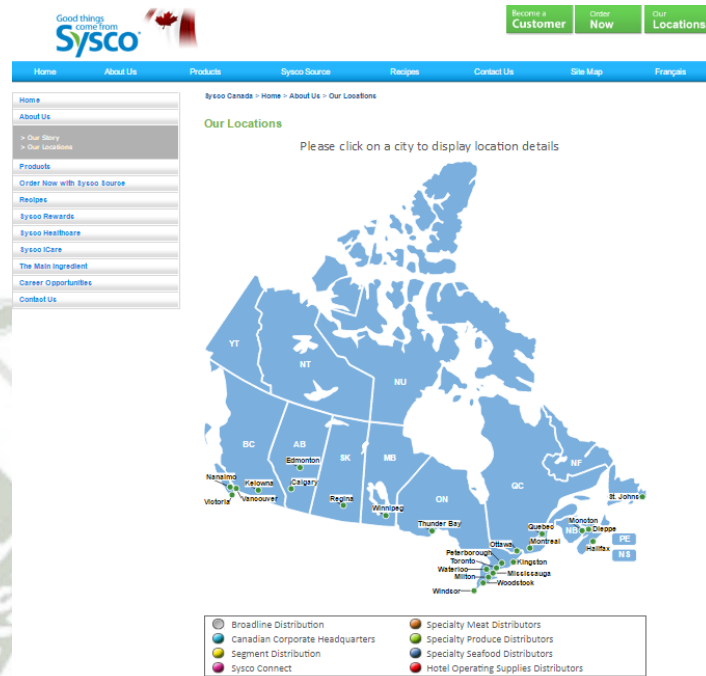 Good things
come from
Sysco
Become a
Customer
Order
Now
Our
Locations
Home
About Us
Products
Sysco Source
Recipes
Contact Us
Site Map
Français
Home
About Us
> Our Story
> Our Locations
Products
Order Now with Sysco Source
Recipes
Sysco Rewards
Sysco Healthcare
Sysco iCare
The Main Ingredient
Career Opportunities
Contact Us
Sysco Canada > Home > About Us > Our Locations
Our Locations
Please click on a city to display location details
YT
NT
NU
BC
AB
SK
MB
ON
QC
NF
NB
PE
NS
Edmonton
Nanaimo
Kelowna
Calgary
Victoria
Vancouver
Regina
Winnipeg
Thunder Bay
St. Johns
Quebec
Moncton
Dieppe
Halifax
Ottawa
Montreal
Peterborough
Toronto
Kingston
Waterloo
Mississauga
Milton
Woodstock
Windsor
Broadline Distribution
Canadian Corporate Headquarters
Segment Distribution
Sysco Connect
Specialty Meat Distributors
Specialty Produce Distributors
Specialty Seafood Distributors
Hotel Operating Supplies Distributors